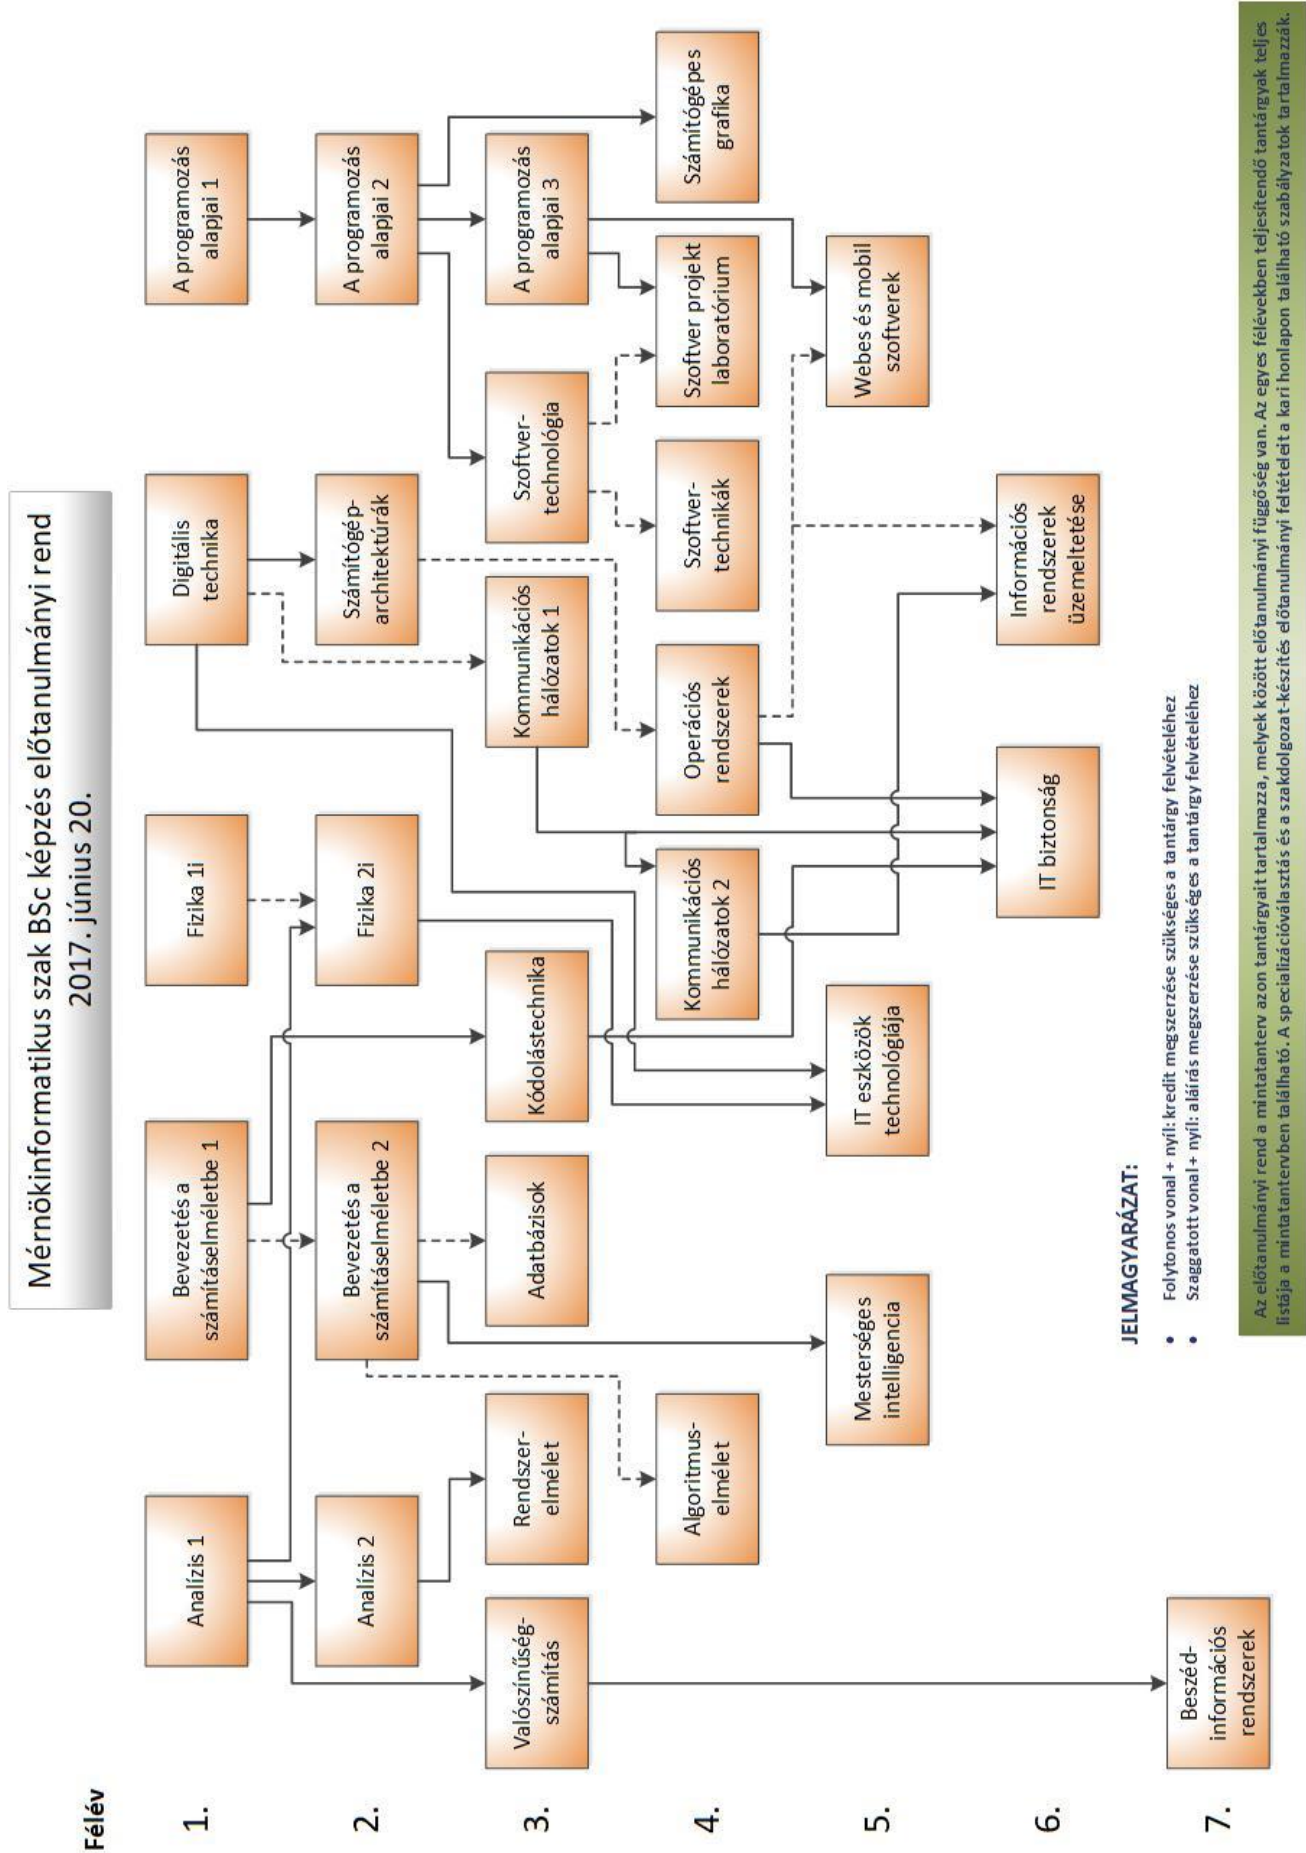 Mérnökinformatikus szak BSc képzés előtanulmányi rend
2017. június 20.
Félév
1.
Analízis 1
Bevezetés a
számításelméletbe 1
Fizika 1i
Digitális
technika
A programozás
alapjai 1
2.
Analízis 2
Bevezetés a
számításelméletbe 2
Fizika 2i
Számítógép-
architektúrák
A programozás
alapjai 2
3.
Valószínűség-
számítás
Rendszer-
elmélet
Adatbázisok
Kódolástechnika
Kommunikációs
hálózatok 1
Szoftver-
technológia
A programozás
alapjai 3
4.
Algoritmus-
elmélet
Kommunikációs
hálózatok 2
Operációs
rendszerek
Szoftver-
technikák
Szoftver projekt
laboratórium
Számítógépes
grafika
5.
Mesterséges
intelligencia
IT eszközök
technológiája
Webes és mobil
szoftverek
6.
IT biztonság
Információs
rendszerek
üzemeltetése
7.
Beszéd-
információs
rendszerek
JELMAGYARÁZAT:
• Folytonos vonal + nyíl: kredit megszerzése szükséges a tantárgy felvételéhez
• Szaggatott vonal + nyíl: aláírás megszerzése szükséges a tantárgy felvételéhez
Az előtanulmányi rend a mintatanterv azon tantárgyait tartalmazza, melyek között előtanulmányi függőség van. Az egyes félévekben teljesítendő tantárgyak teljes
listája a mintatantervben található. A specializációválasztás és a szakdolgozat-készítés előtanulmányi feltételeit a kari honlapon található szabályzatok tartalmazzák.